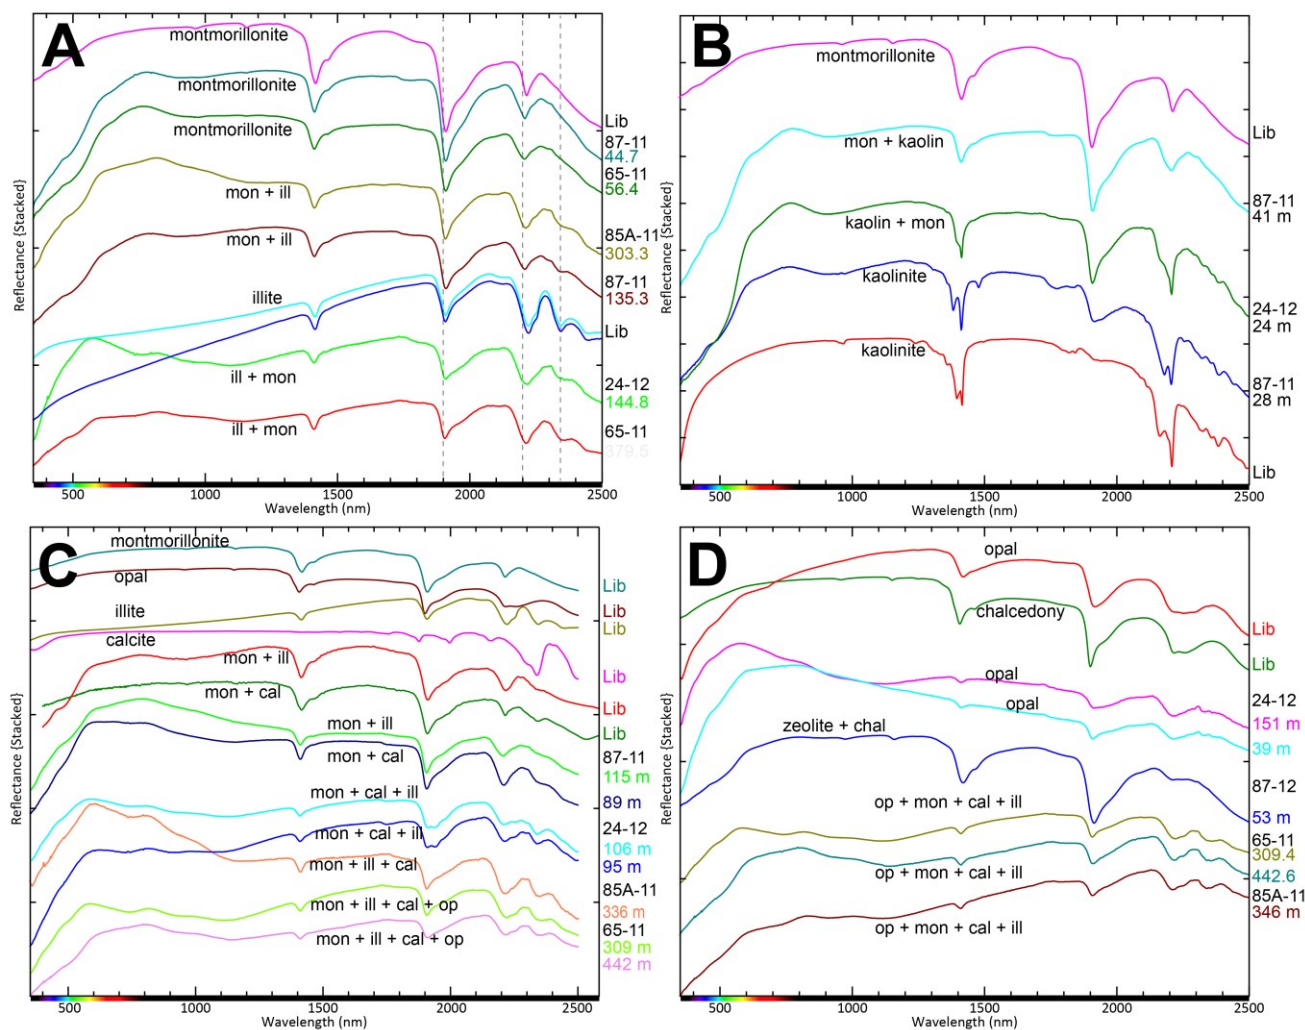 A
montmorillonite
montmorillonite
montmorillonite
mon + ill
mon + ill
illite
ill + mon
ill + mon
Lib
87-11
44.7
65-11
56.4
85A-11
303.3
87-11
135.3
Lib
24-12
144.8
65-11
379.5
Reflectance {Stacked}
500
1000
1500
2000
2500
Wavelength (nm)
B
montmorillonite
mon + kaolin
kaolin + mon
kaolinite
kaolinite
Lib
87-11
41 m
24-12
24 m
87-11
28 m
Lib
Reflectance {Stacked}
500
1000
1500
2000
2500
Wavelength (nm)
C
montmorillonite
opal
illite
calcite
mon + ill
mon + cal
mon + ill
mon + cal
mon + cal + ill
mon + cal + ill
mon + ill + cal
mon + ill + cal + op
mon + ill + cal + op
Lib
Lib
Lib
Lib
Lib
Lib
87-11
115 m
89 m
24-12
106 m
95 m
85A-11
336 m
65-11
309 m
442 m
Reflectance {Stacked}
500
1000
1500
2000
2500
Wavelength (nm)
D
opal
chalcedony
opal
opal
zeolite + chal
op + mon + cal + ill
op + mon + cal + ill
op + mon + cal + ill
Lib
Lib
24-12
151 m
39 m
87-12
53 m
65-11
309.4
442.6
85A-11
346 m
Reflectance {Stacked}
500
1000
1500
2000
2500
Wavelength (nm)